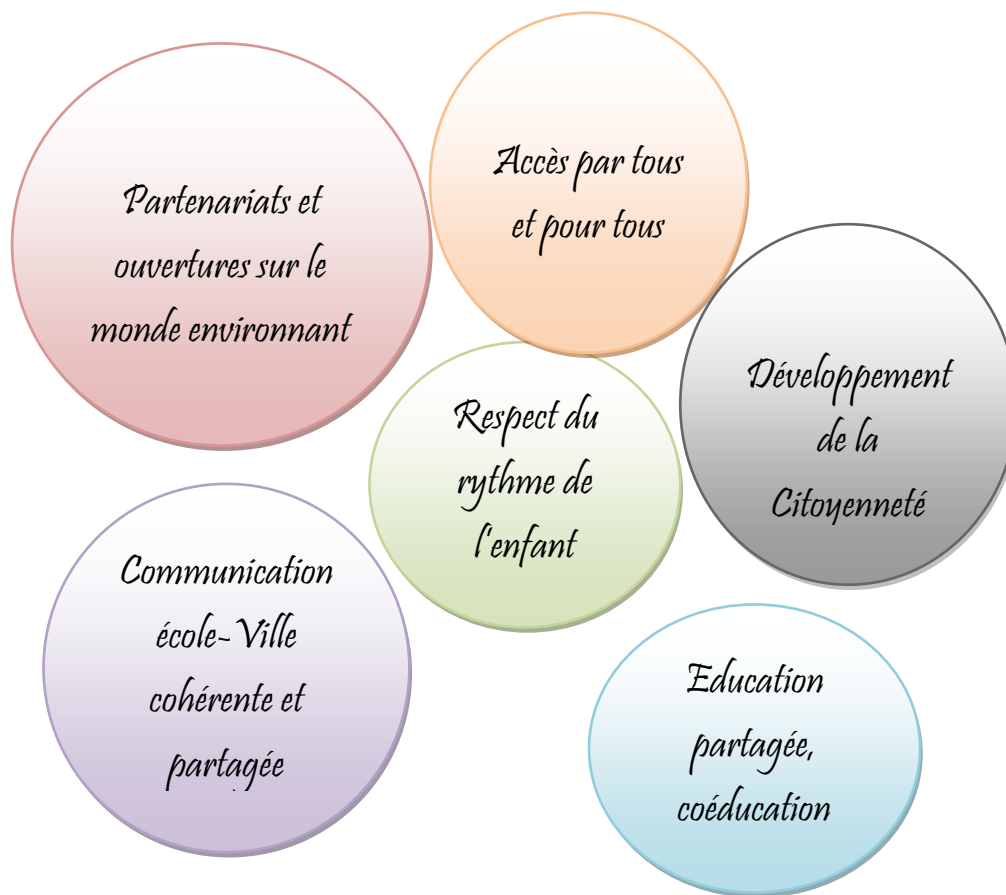 Partenariats et
ouvertures sur le
monde environnant
Accès par tous
et pour tous
Développement
de la
Citoyenneté
Respect du
rythme de
l'enfant
Communication
école-Ville
cohérente et
partagée
Education
partagée,
coéducation